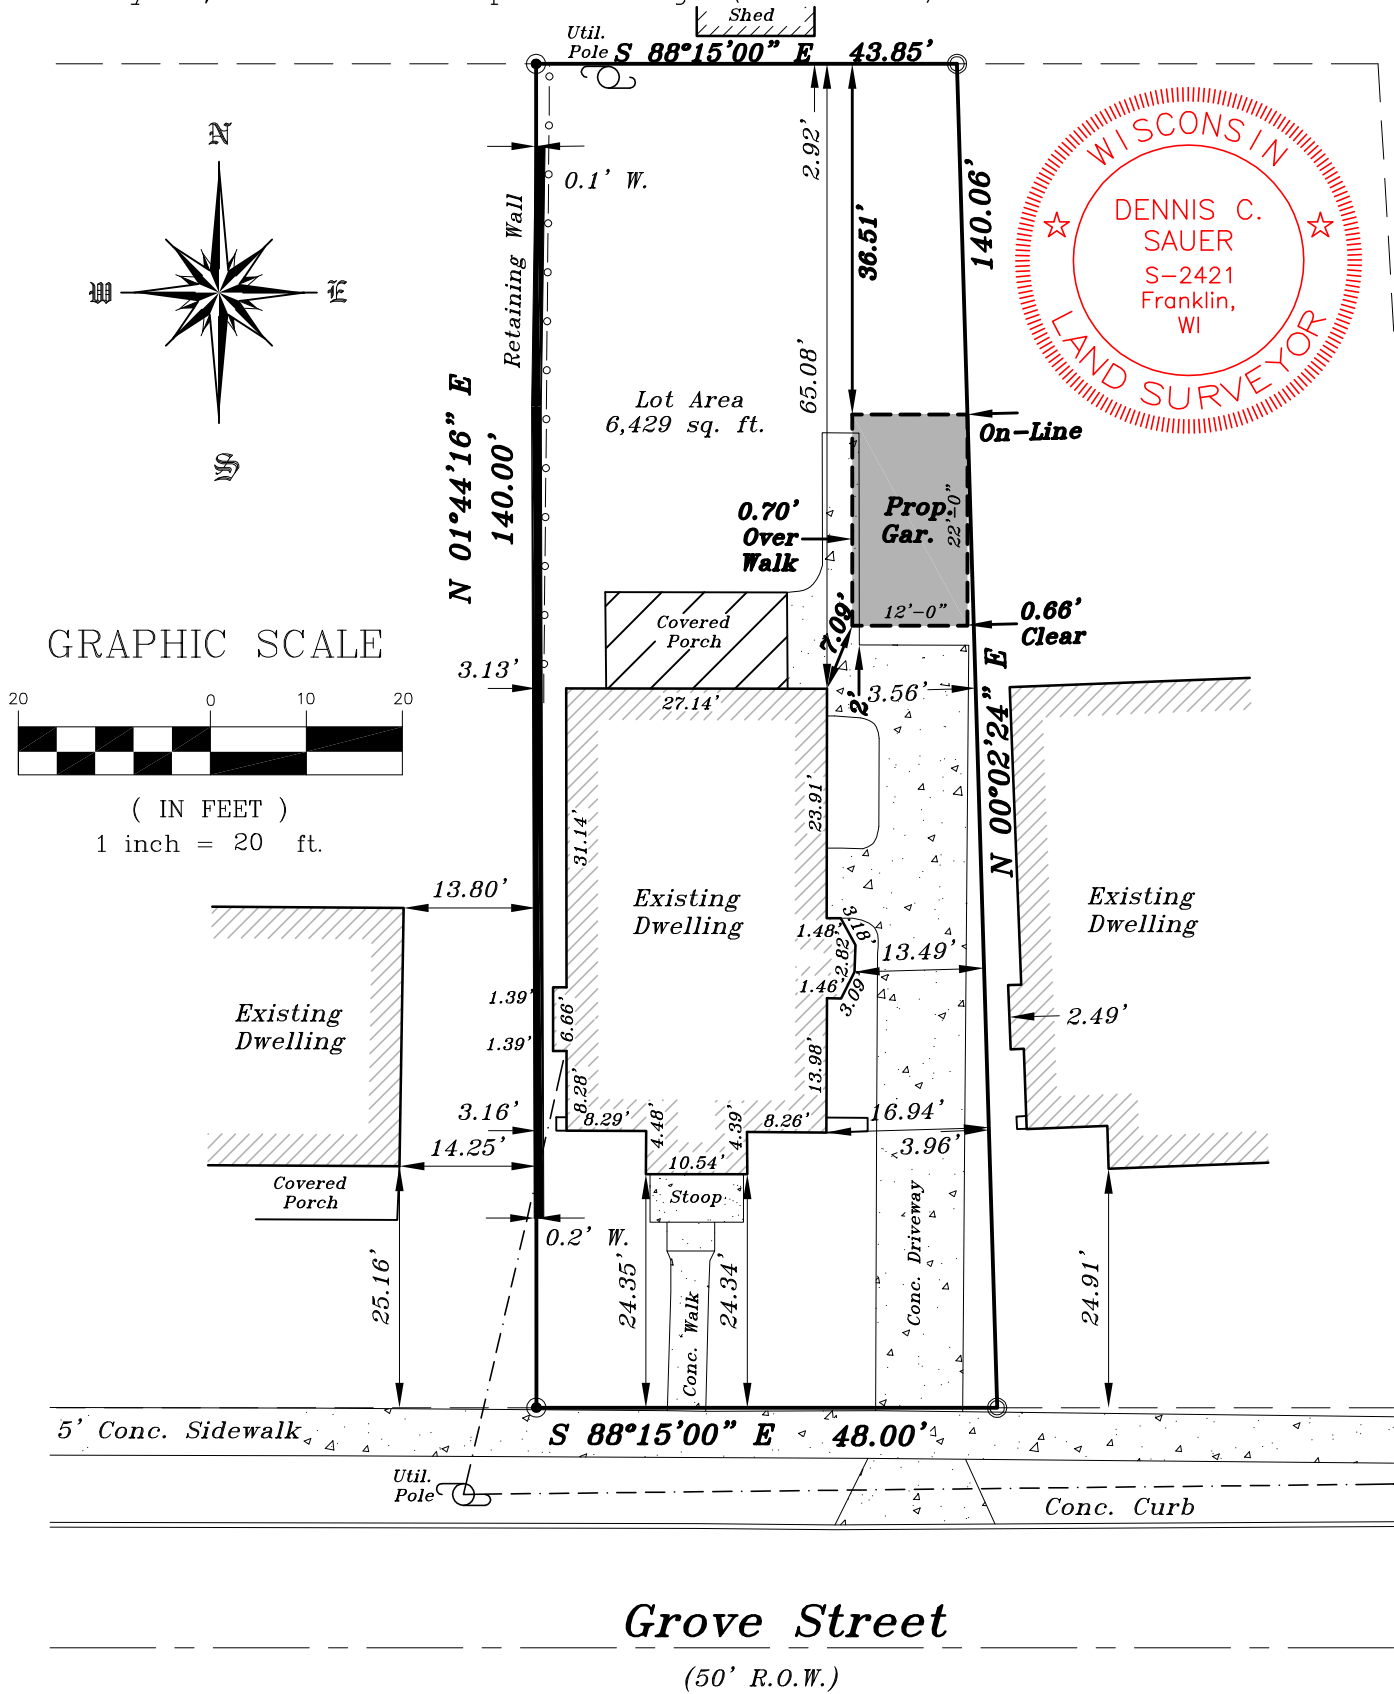 Shed
Util.
Pole
S 88°15'00" E 43.85'
N
W
E
S
0.1' W.
Retaining Wall
2.92'
36.51'
140.06'
65.08'
WISCONSIN
DENNIS C.
SAUER
S-2421
Franklin,
WI
LAND SURVEYOR
Lot Area
6,429 sq. ft.
N 01°44'16" E
140.00'
On-Line
0.70'
Over
Walk
Prop.
Gar.
22'-0"
12'-0"
0.66'
Clear
Covered
Porch
7.09'
GRAPHIC SCALE
20
0
10
20
( IN FEET )
1 inch = 20 ft.
3.13'
27.14'
2'
3.56'
N 00°02'24" E
31.14'
23.91'
13.80'
Existing
Dwelling
Existing
Dwelling
Existing
Dwelling
1.48'
3.18'
2.82'
1.46'
3.09'
13.49'
1.39'
6.66'
1.39'
2.49'
13.98'
8.28'
3.16'
8.29'
4.48'
4.39'
8.26'
16.94'
3.96'
14.25'
10.54'
Covered
Porch
Stoop
0.2' W.
25.16'
24.35'
24.34'
Conc. Walk
Conc. Driveway
24.91'
5' Conc. Sidewalk
S 88°15'00" E 48.00'
Util.
Pole
Conc. Curb
Grove Street
(50' R.O.W.)